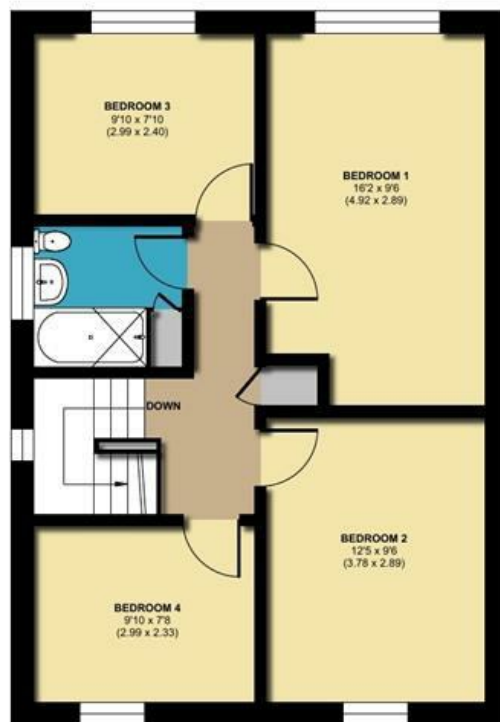 BEDROOM 3
9'10 x 7'10
(2.99 x 2.40)
BEDROOM 1
16'2 x 9'6
(4.92 x 2.89)
DOWN
BEDROOM 2
12'5 x 9'6
(3.78 x 2.89)
BEDROOM 4
9'10 x 7'8
(2.99 x 2.33)